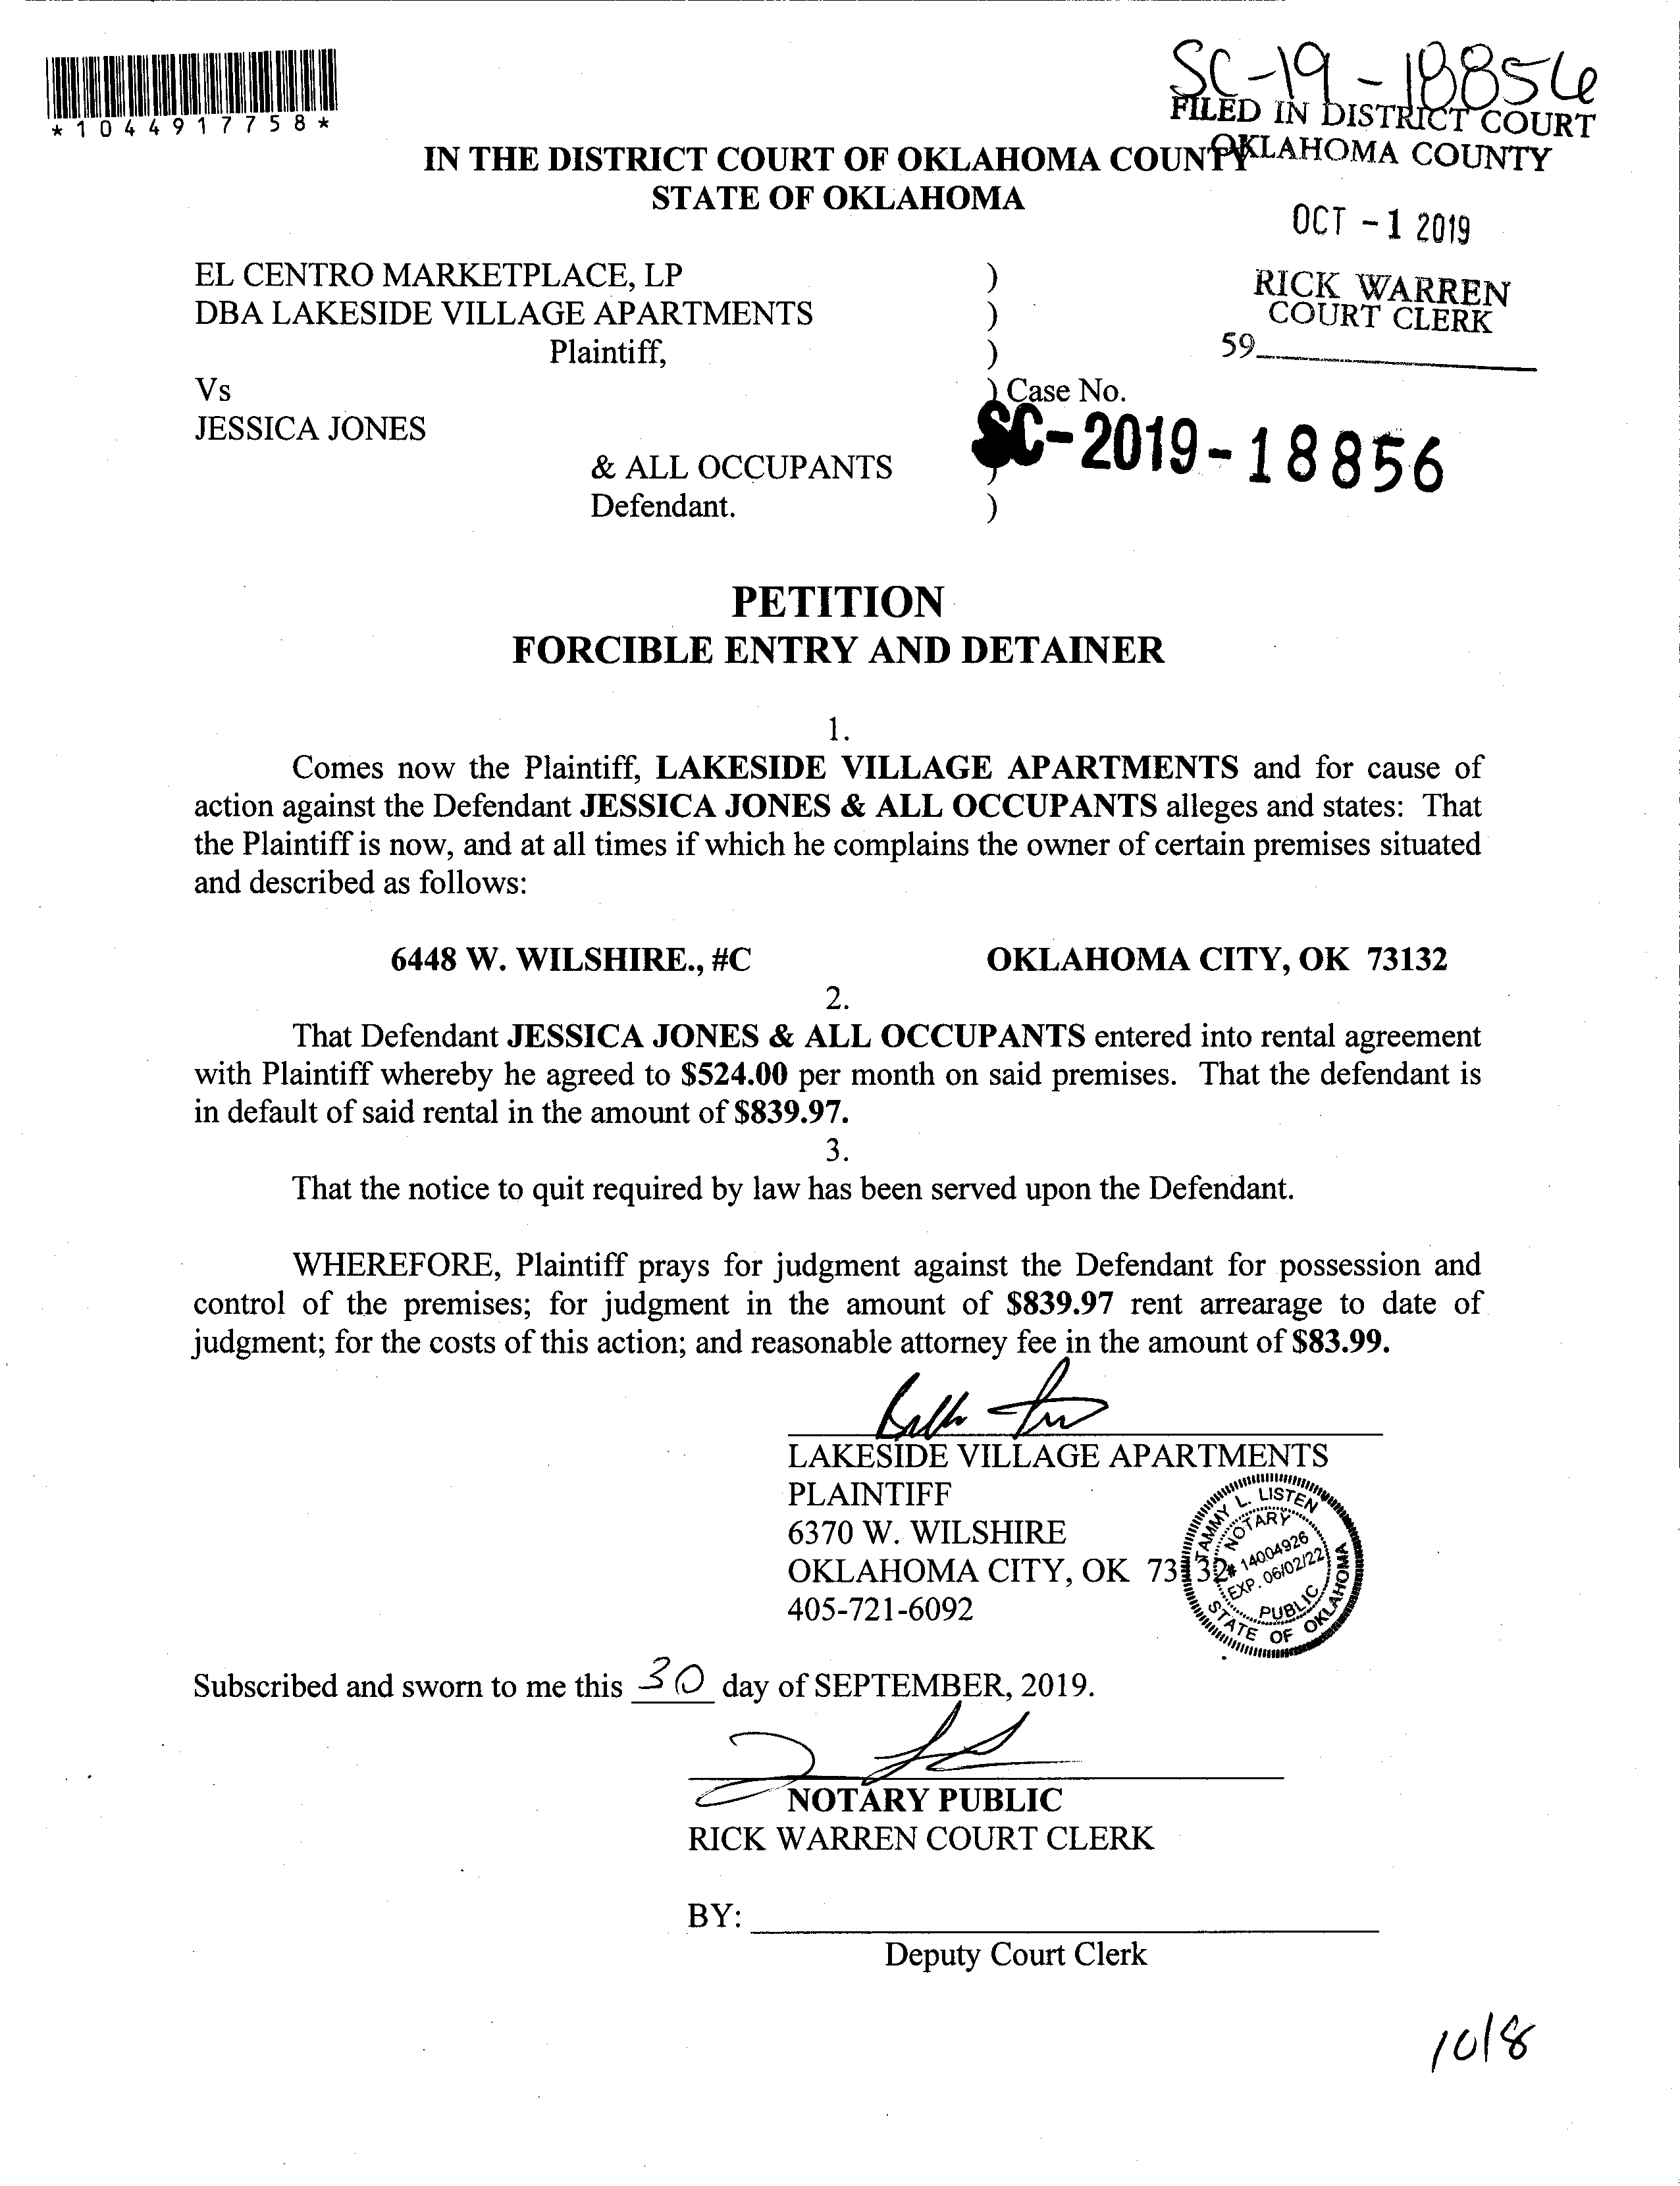 SC-19-18856
*1044917758*
FILED IN DISTRICT COURT
OKLAHOMA COUNTY
IN THE DISTRICT COURT OF OKLAHOMA COUNTY
STATE OF OKLAHOMA
OCT -1 2019
RICK WARREN
COURT CLERK
59
EL CENTRO MARKETPLACE, LP )
DBA LAKESIDE VILLAGE APARTMENTS )
Plaintiff, )
Vs ) Case No.
JESSICA JONES
SC-2019-18856
& ALL OCCUPANTS )
Defendant. )
PETITION
FORCIBLE ENTRY AND DETAINER
1.
Comes now the Plaintiff, LAKESIDE VILLAGE APARTMENTS and for cause of
action against the Defendant JESSICA JONES & ALL OCCUPANTS alleges and states: That
the Plaintiff is now, and at all times if which he complains the owner of certain premises situated
and described as follows:
6448 W. WILSHIRE., #C OKLAHOMA CITY, OK 73132
2.
That Defendant JESSICA JONES & ALL OCCUPANTS entered into rental agreement
with Plaintiff whereby he agreed to $524.00 per month on said premises. That the defendant is
in default of said rental in the amount of $839.97.
3.
That the notice to quit required by law has been served upon the Defendant.
WHEREFORE, Plaintiff prays for judgment against the Defendant for possession and
control of the premises; for judgment in the amount of $839.97 rent arrearage to date of
judgment; for the costs of this action; and reasonable attorney fee in the amount of $83.99.
LAKESIDE VILLAGE APARTMENTS
PLAINTIFF
6370 W. WILSHIRE
OKLAHOMA CITY, OK 73132
405-721-6092
TAMMY L. LISTEN
NOTARY
# 14004926
EXP. 06/02/22
PUBLIC
STATE OF OKLAHOMA
Subscribed and sworn to me this 30 day of SEPTEMBER, 2019.
NOTARY PUBLIC
RICK WARREN COURT CLERK
BY:
Deputy Court Clerk
10/8